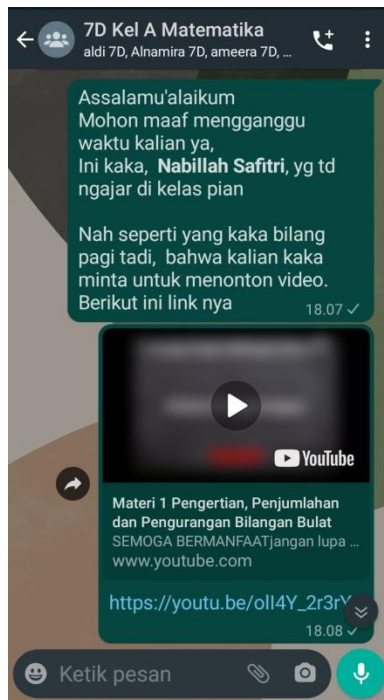 7D Kel A Matematika
aldi 7D, Alnamira 7D, ameera 7D, ...
Assalamu'alaikum
Mohon maaf mengganggu
waktu kalian ya,
Ini kaka, Nabillah Safitri, yg td
ngajar di kelas pian
Nah seperti yang kaka bilang
pagi tadi, bahwa kalian kaka
minta untuk menonton video.
Berikut ini link nya
18.07
YouTube
Materi 1 Pengertian, Penjumlahan
dan Pengurangan Bilangan Bulat
SEMOGA BERMANFAATjangan lupa ...
www.youtube.com
18.08
Ketik pesan